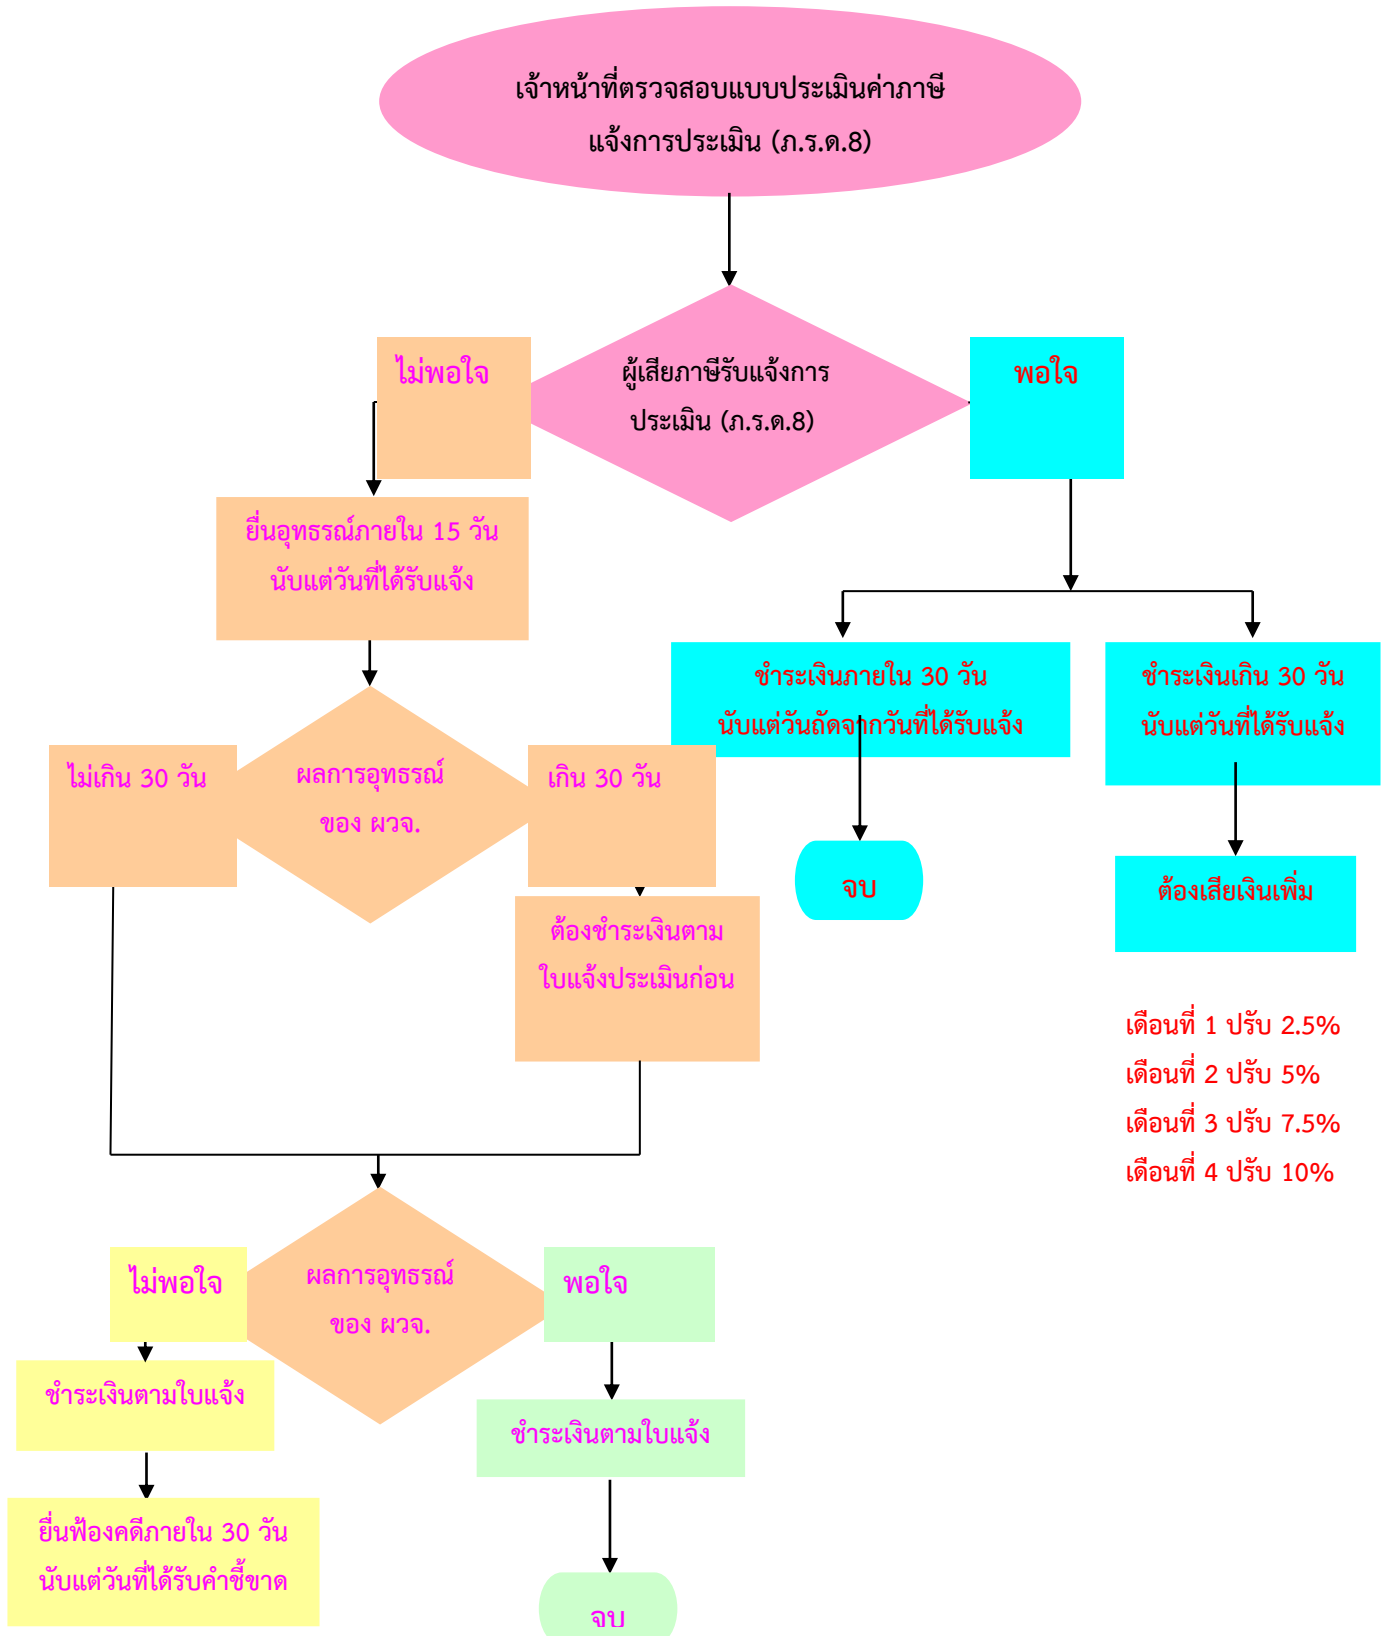 เจ้าหน้าที่ตรวจสอบแบบประเมินค่าภาษี
แจ้งการประเมิน (ภ.ร.ด.8)
ผู้เสียภาษีรับแจ้งการ
ประเมิน (ภ.ร.ด.8)
ไม่พอใจ
พอใจ
ยื่นอุทธรณ์ภายใน 15 วัน
นับแต่วันที่ได้รับแจ้ง
ชำระเงินภายใน 30 วัน
นับแต่วันถัดจากวันที่ได้รับแจ้ง
ชำระเงินเกิน 30 วัน
นับแต่วันที่ได้รับแจ้ง
ไม่เกิน 30 วัน
ผลการอุทธรณ์
ของ ผวจ.
เกิน 30 วัน
จบ
ต้องเสียเงินเพิ่ม
ต้องชำระเงินตาม
ใบแจ้งประเมินก่อน
เดือนที่ 1 ปรับ 2.5%
เดือนที่ 2 ปรับ 5%
เดือนที่ 3 ปรับ 7.5%
เดือนที่ 4 ปรับ 10%
ไม่พอใจ
ผลการอุทธรณ์
ของ ผวจ.
พอใจ
ชำระเงินตามใบแจ้ง
ชำระเงินตามใบแจ้ง
ยื่นฟ้องคดีภายใน 30 วัน
นับแต่วันที่ได้รับคำชี้ขาด
จบ